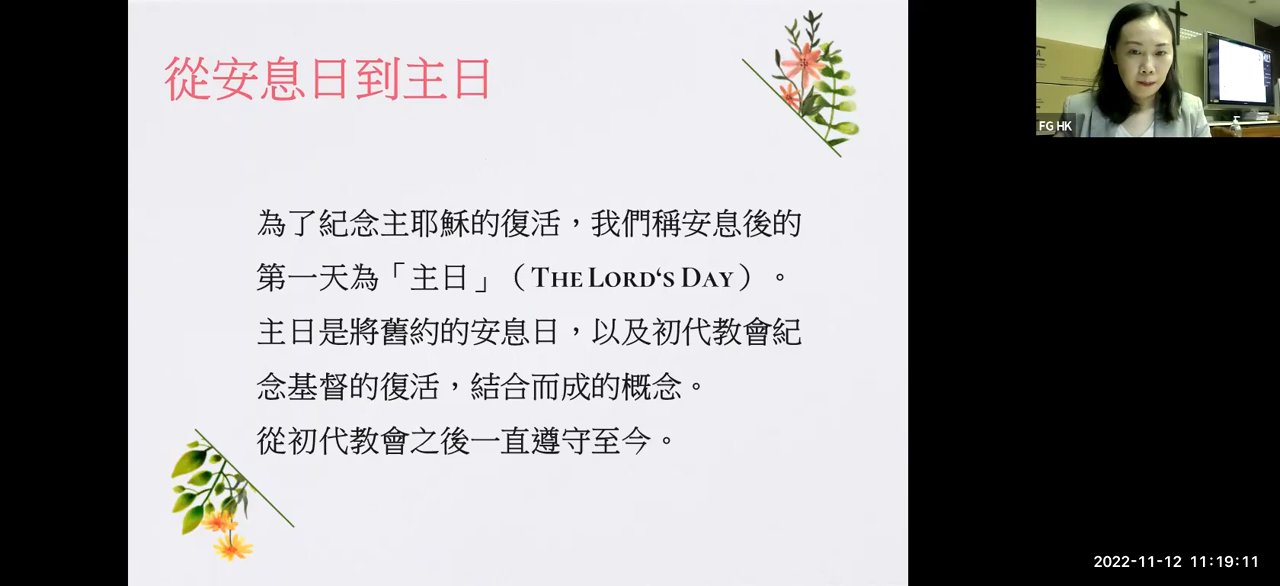 從安息日到主日
為了紀念主耶穌的復活，我們稱安息後的
第一天為「主日」（The Lord‘s Day）。
主日是將舊約的安息日，以及初代教會紀
念基督的復活，結合而成的概念。
從初代教會之後一直遵守至今。
FG HK
2022-11-12 11:19:11